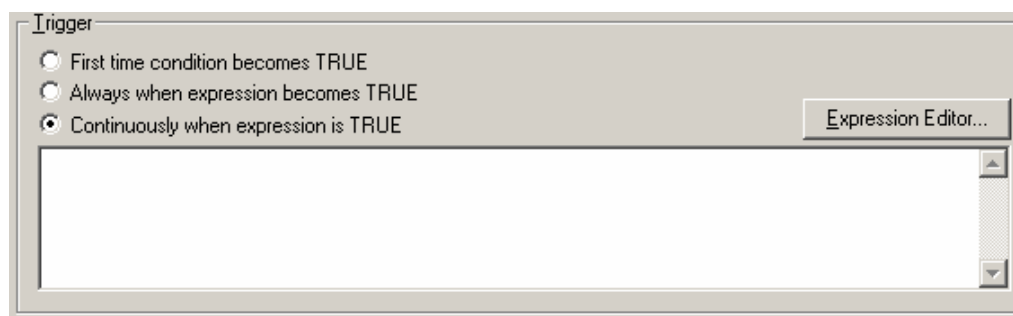 Trigger
First time condition becomes TRUE
Always when expression becomes TRUE
Continuously when expression is TRUE
Expression Editor...